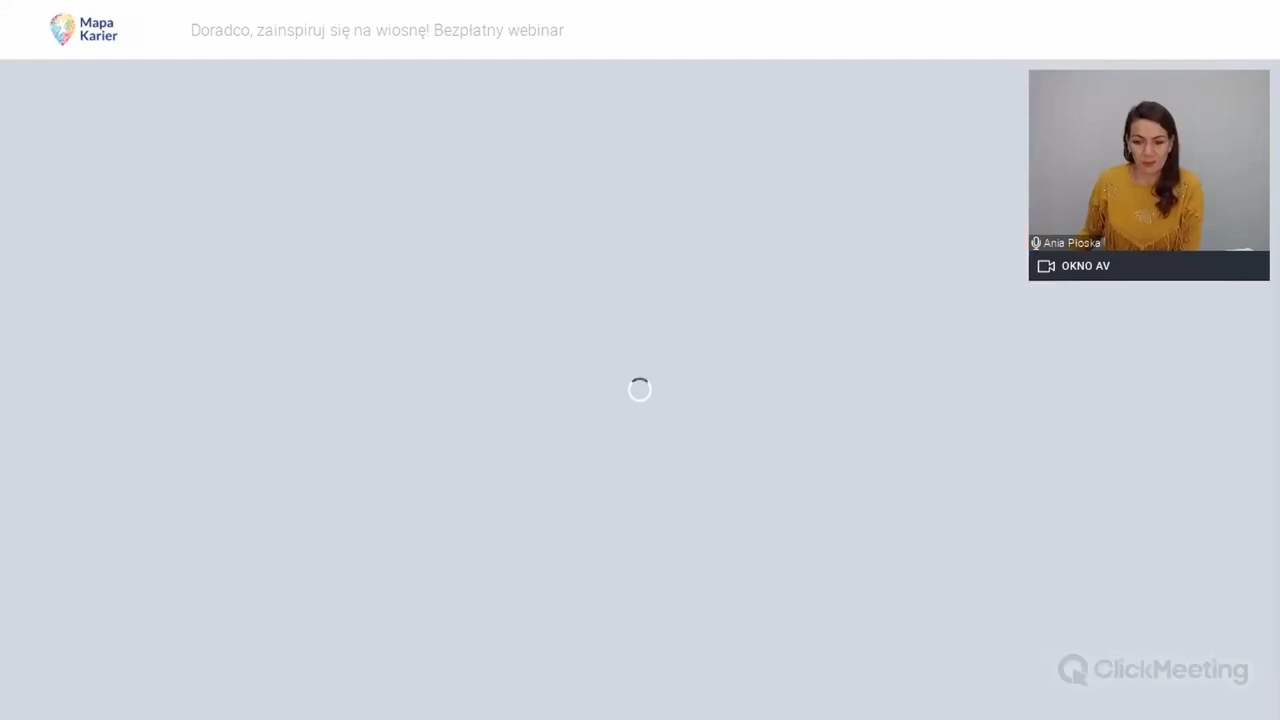 Mapa
Karier
Doradco, zainspiruj się na wiosnę! Bezpłatny webinar
Ania Płoska
OKNO AV
ClickMeeting